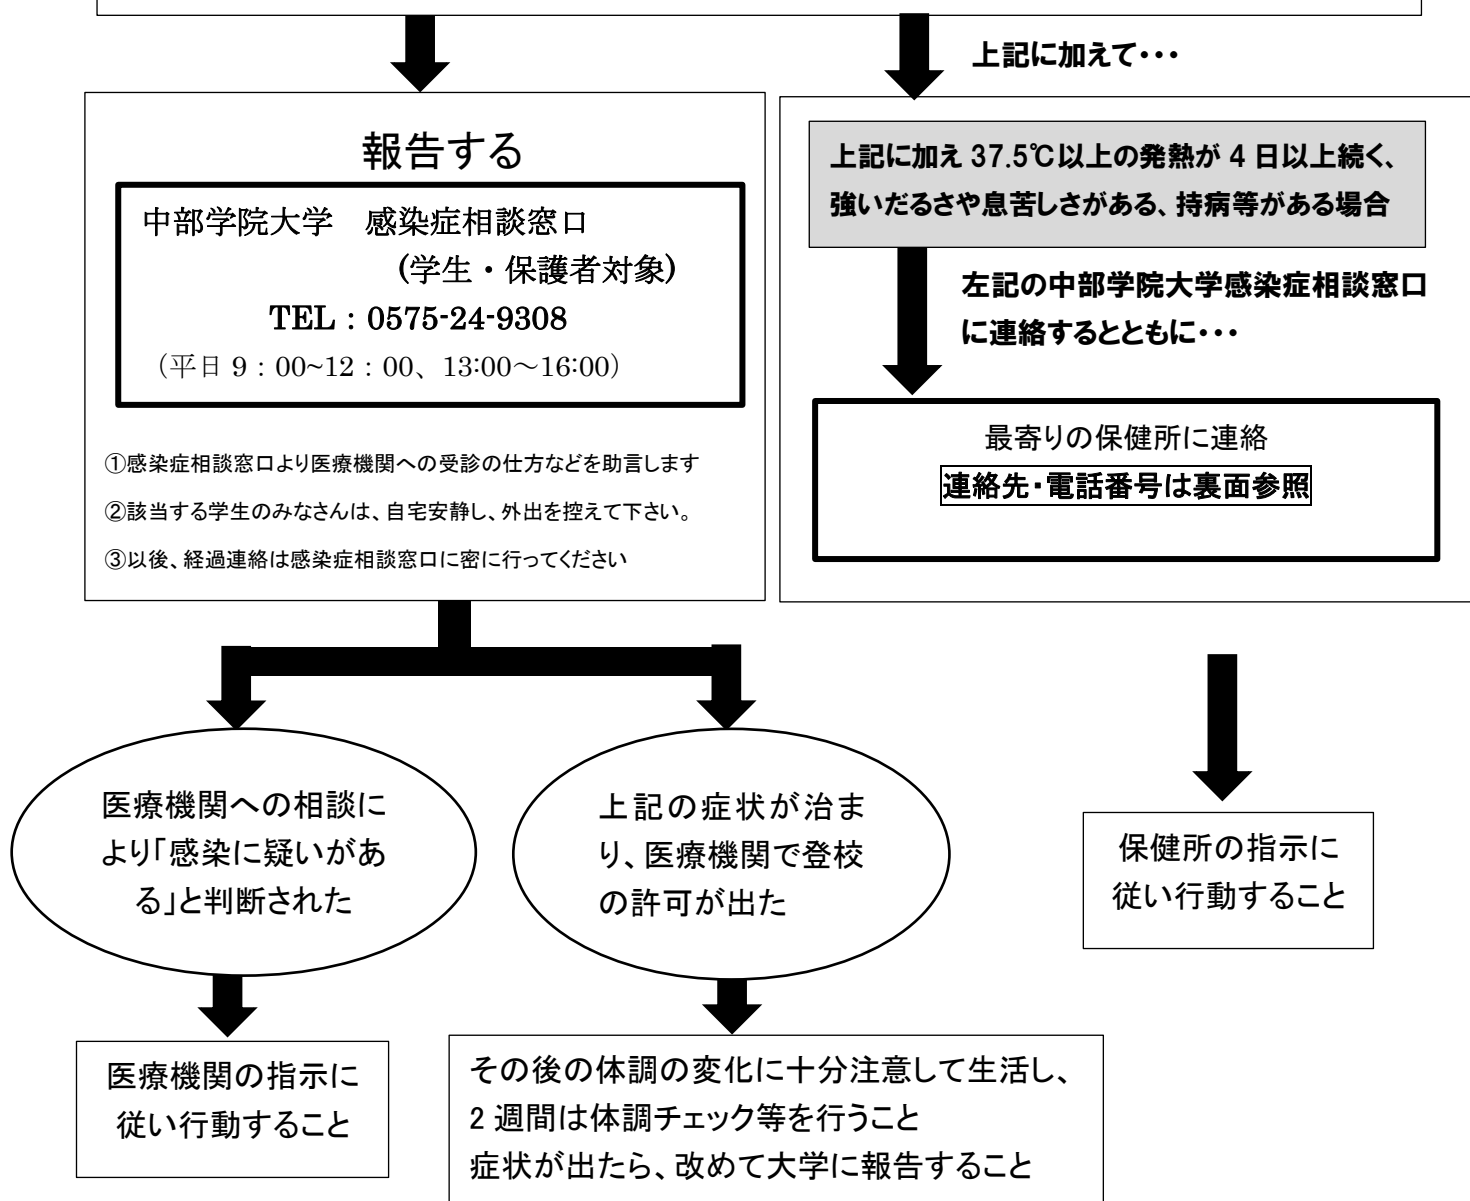 上記に加えて・・・
報告する
中部学院大学　感染症相談窓口
(学生・保護者対象)
TEL：0575-24-9308
（平日 9：00~12：00、13:00～16:00）
①感染症相談窓口より医療機関への受診の仕方などを助言します
②該当する学生のみなさんは、自宅安静し、外出を控えて下さい。
③以後、経過連絡は感染症相談窓口に密に行ってください
上記に加え 37.5℃以上の発熱が 4 日以上続く、
強いだるさや息苦しさがある、持病等がある場合
左記の中部学院大学感染症相談窓口
に連絡するとともに・・・
最寄りの保健所に連絡
連絡先・電話番号は裏面参照
医療機関への相談に
より「感染に疑いがあ
る」と判断された
上記の症状が治ま
り、医療機関で登校
の許可が出た
保健所の指示に
従い行動すること
医療機関の指示に
従い行動すること
その後の体調の変化に十分注意して生活し、
2 週間は体調チェック等を行うこと
症状が出たら、改めて大学に報告すること